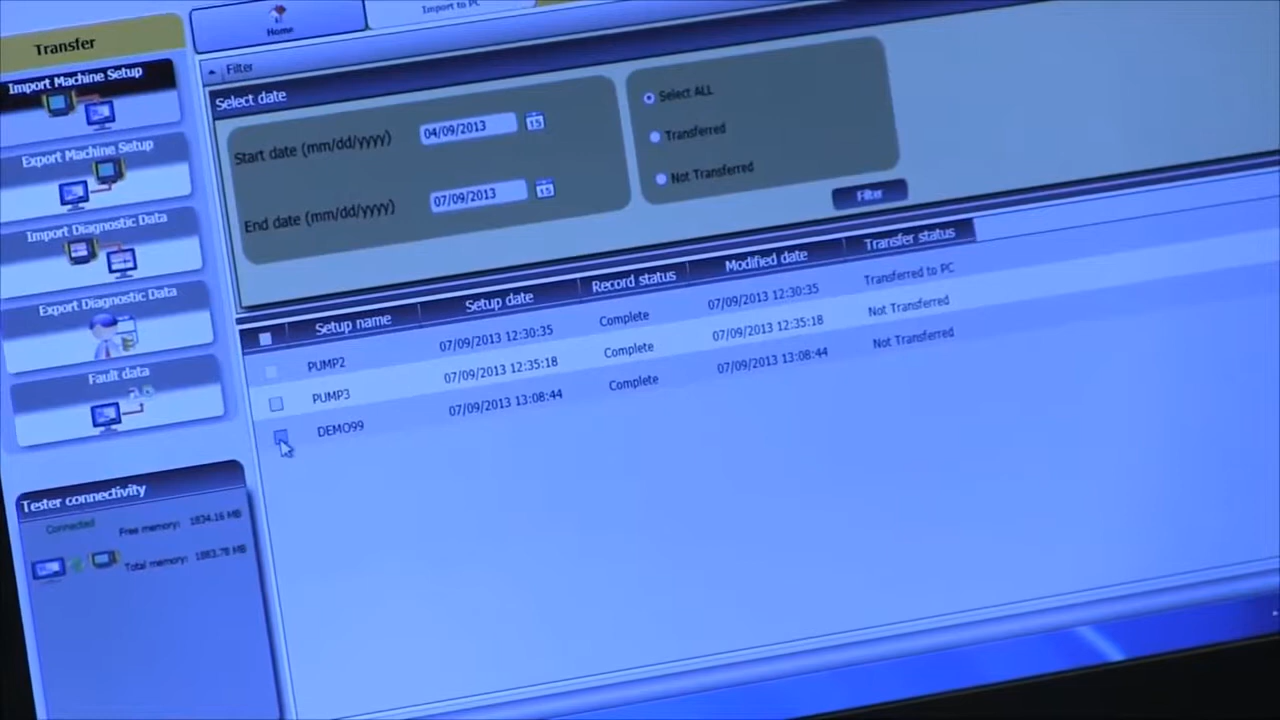 Transfer
Import Machine Setup
Export Machine Setup
Import Diagnostic Data
Export Diagnostic Data
Fault data
Tester connectivity
Connected
Free memory: 1834.16 MB
Total memory: 1883.78 MB
Home
Import to PC
Filter
Select date
Start date (mm/dd/yyyy) 04/09/2013 15
End date (mm/dd/yyyy) 07/09/2013 15
Select ALL
Transferred
Not Transferred
Filter
Setup name Setup date Record status Modified date Transfer status
PUMP2 07/09/2013 12:30:35 Complete 07/09/2013 12:30:35 Transferred to PC
PUMP3 07/09/2013 12:35:18 Complete 07/09/2013 12:35:18 Not Transferred
DEMO99 07/09/2013 13:08:44 Complete 07/09/2013 13:08:44 Not Transferred